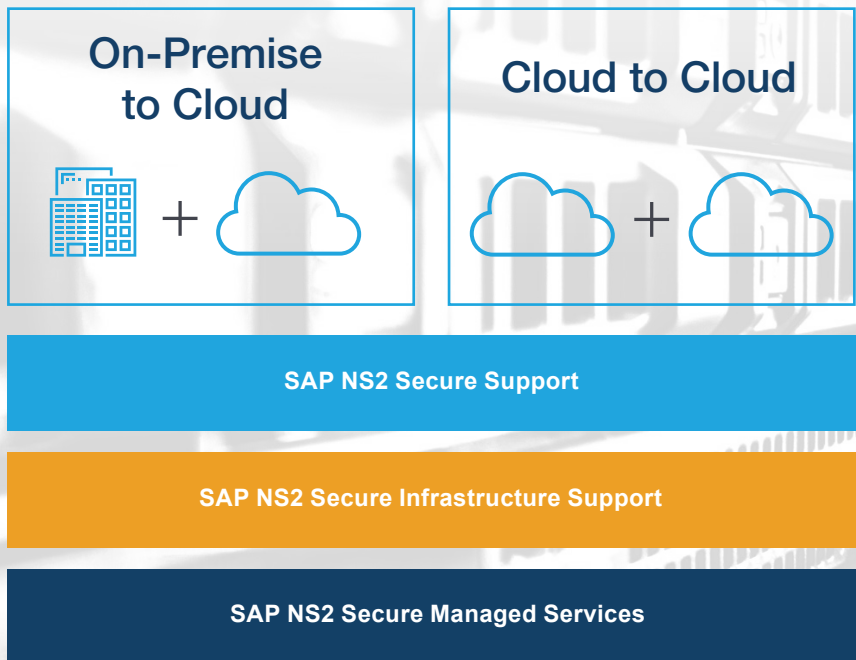 On-Premise
to Cloud
Cloud to Cloud
SAP NS2 Secure Support
SAP NS2 Secure Infrastructure Support
SAP NS2 Secure Managed Services